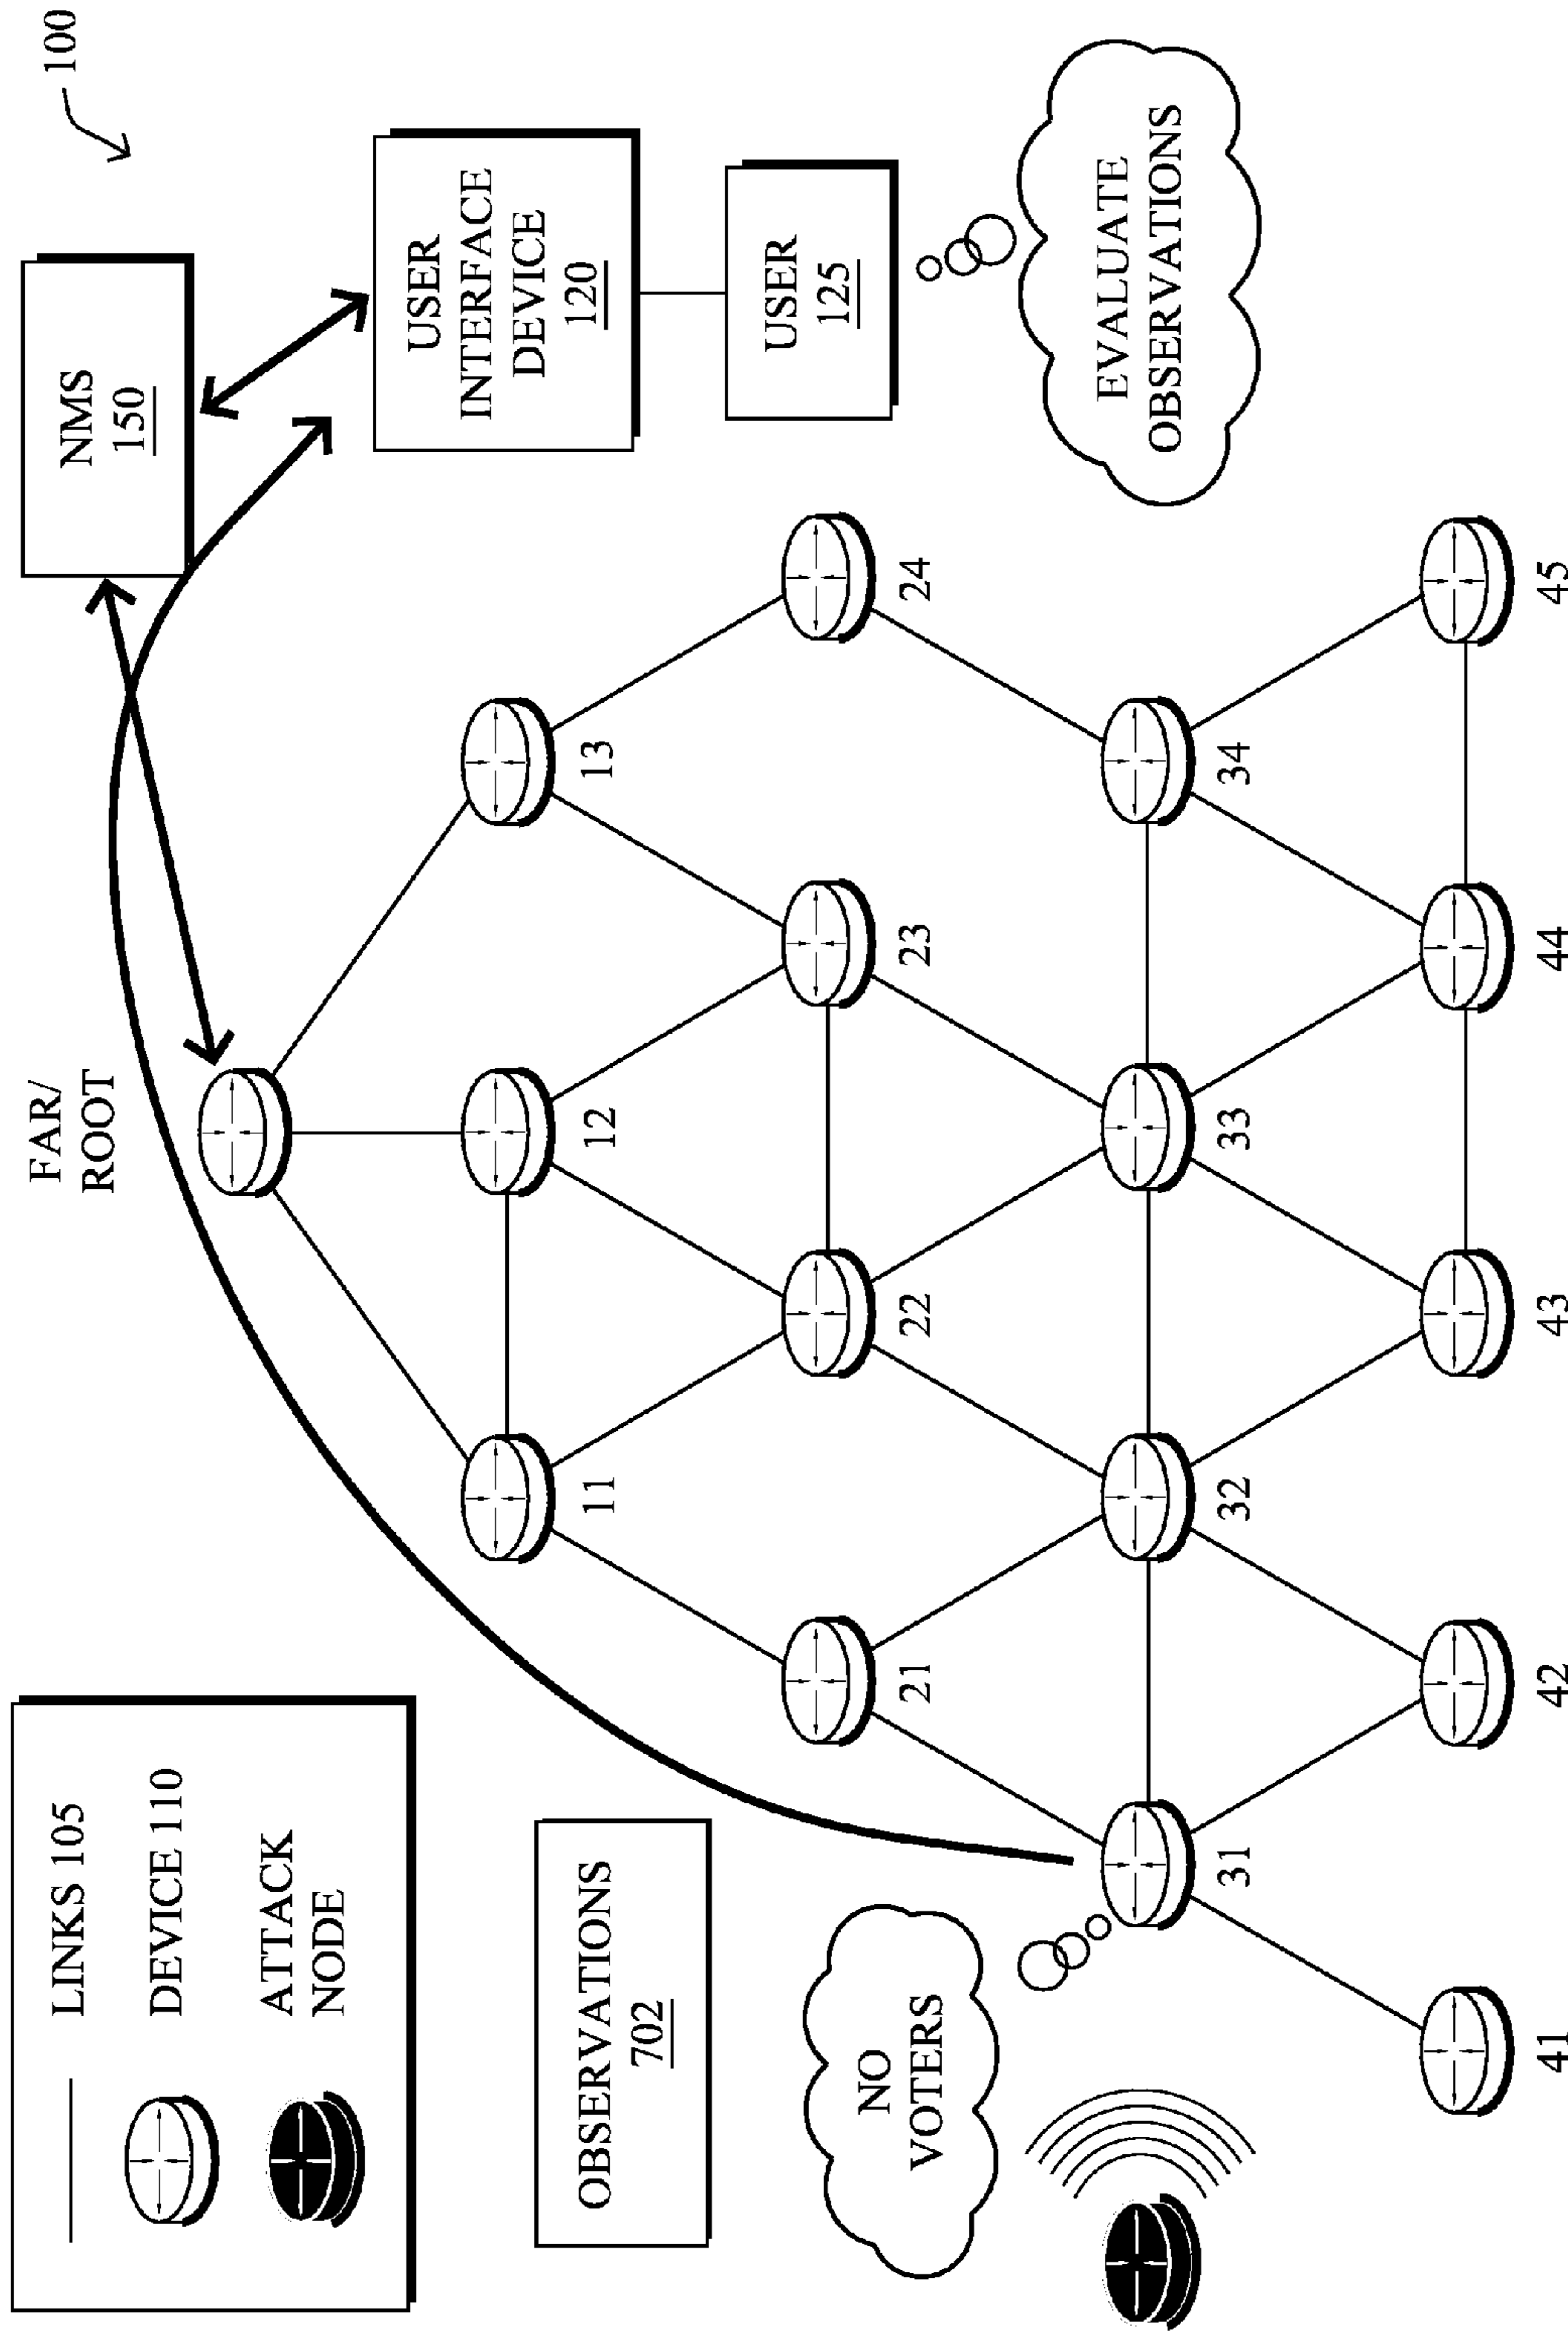 100
LINKS 105
DEVICE 110
ATTACK
NODE
FAR/
ROOT
NMS
150
USER
INTERFACE
DEVICE
120
USER
125
EVALUATE
OBSERVATIONS
OBSERVATIONS
702
NO
VOTERS
11
12
13
21
22
23
24
31
32
33
34
41
42
43
44
45